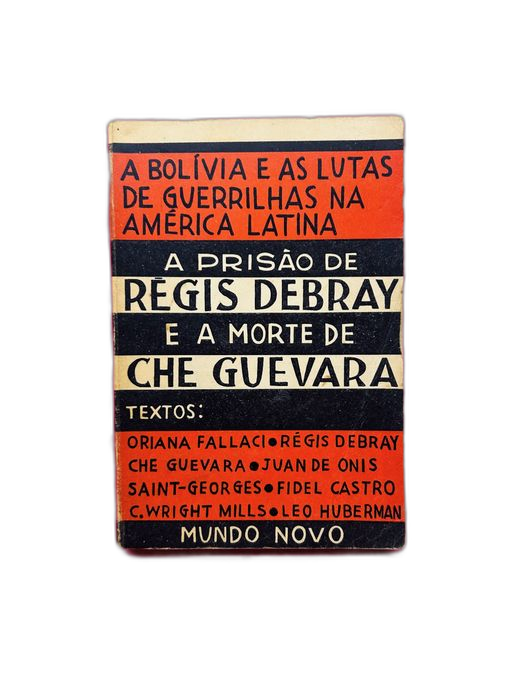 A BOLÍVIA E AS LUTAS
DE GUERRILHAS NA
AMÉRICA LATINA
A PRISÃO DE
RÉGIS DEBRAY
E A MORTE DE
CHE GUEVARA
TEXTOS:
ORIANA FALLACI • RÉGIS DEBRAY
CHE GUEVARA • JUAN DE ONIS
SAINT-GEORGES • FIDEL CASTRO
C. WRIGHT MILLS • LEO HUBERMAN
MUNDO NOVO